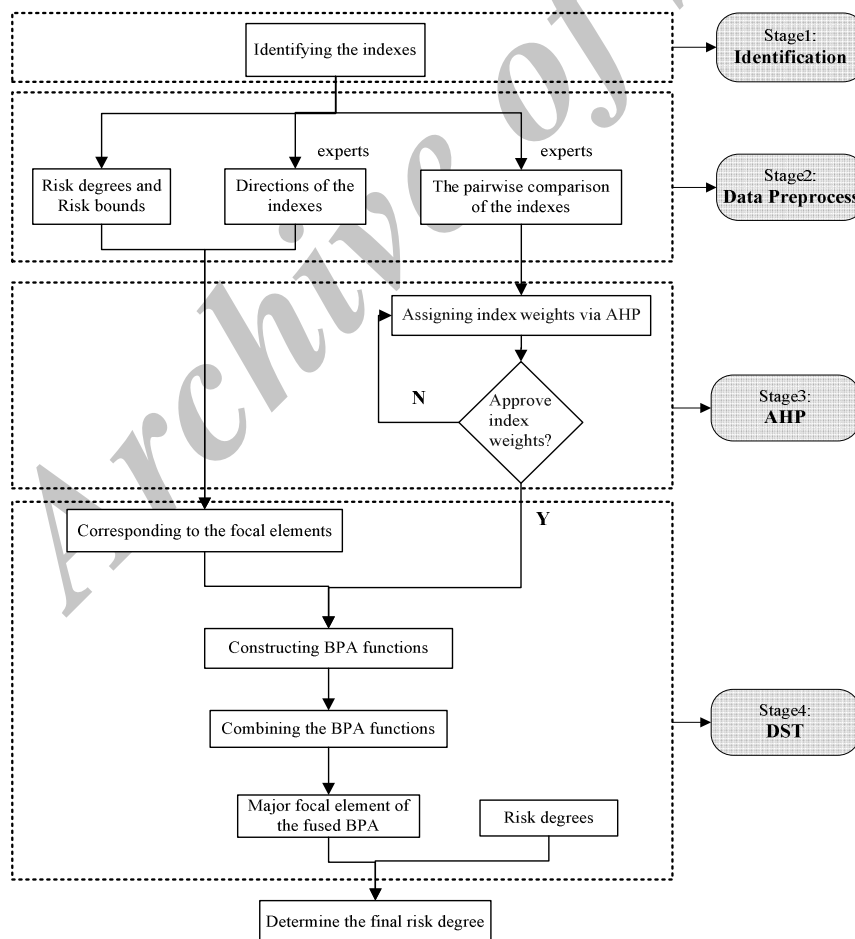 Identifying the indexes
Stage1:
Identification
experts
experts
Risk degrees and
Risk bounds
Directions of the
indexes
The pairwise comparison
of the indexes
Stage2:
Data Preprocess
Assigning index weights via AHP
N
Approve
index
weights?
Stage3:
AHP
Y
Corresponding to the focal elements
Constructing BPA functions
Combining the BPA functions
Stage4:
DST
Major focal element of
the fused BPA
Risk degrees
Determine the final risk degree
Archive of